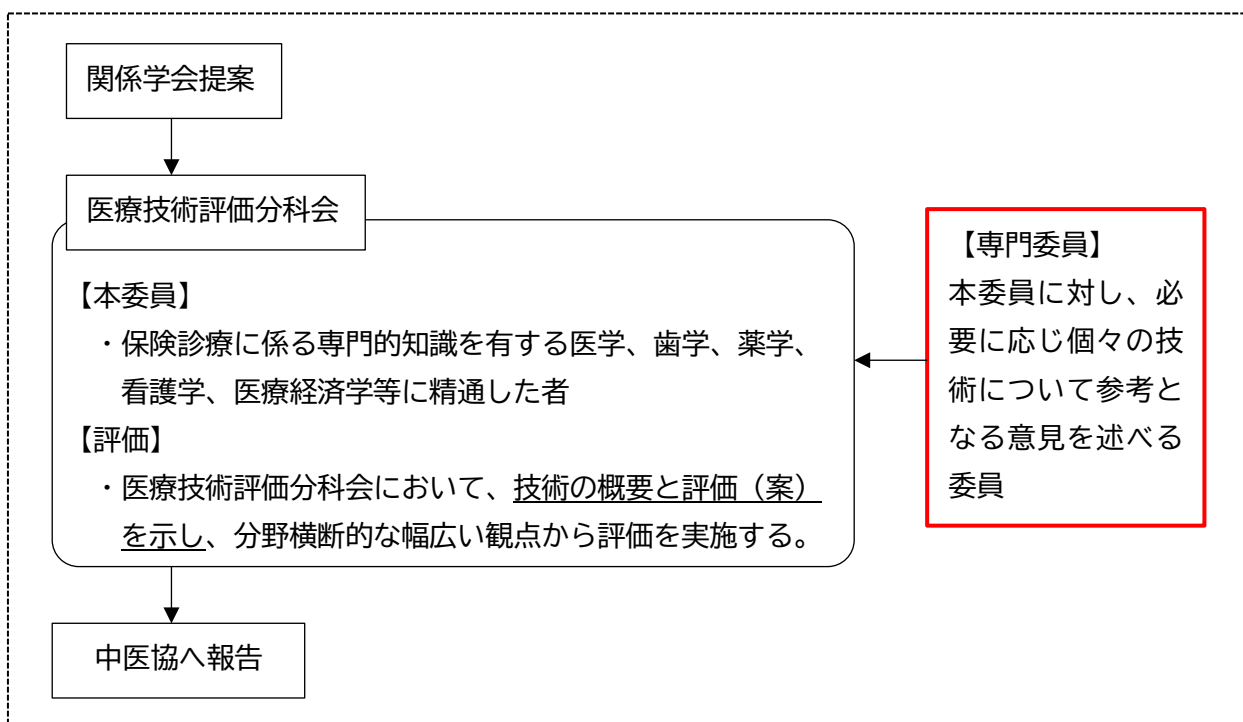 関係学会提案
医療技術評価分科会
【本委員】
・保険診療に係る専門的知識を有する医学、歯学、薬学、
看護学、医療経済学等に精通した者
【評価】
・医療技術評価分科会において、技術の概要と評価（案）
を示し、分野横断的な幅広い観点から評価を実施する。
【専門委員】
本委員に対し、必
要に応じ個々の技
術について参考と
なる意見を述べる
委員
中医協へ報告